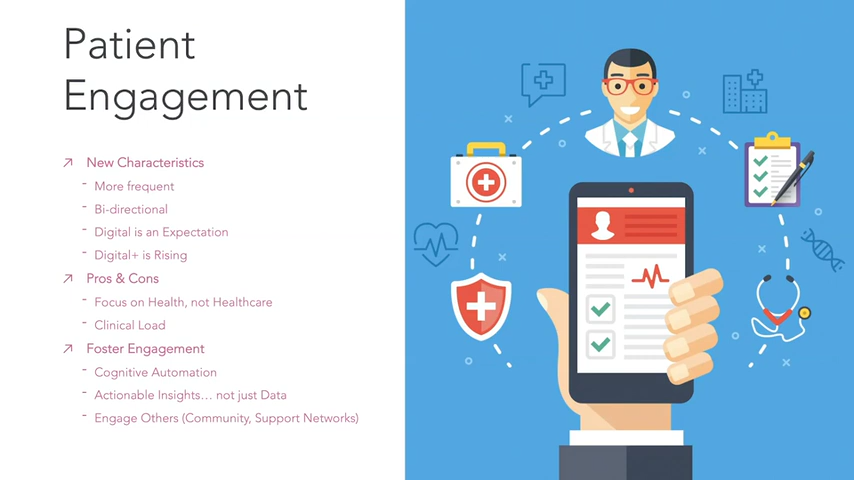 Patient
Engagement
New Characteristics
- More frequent
- Bi-directional
- Digital is an Expectation
- Digital+ is Rising
Pros & Cons
- Focus on Health, not Healthcare
- Clinical Load
Foster Engagement
- Cognitive Automation
- Actionable Insights… not just Data
- Engage Others (Community, Support Networks)